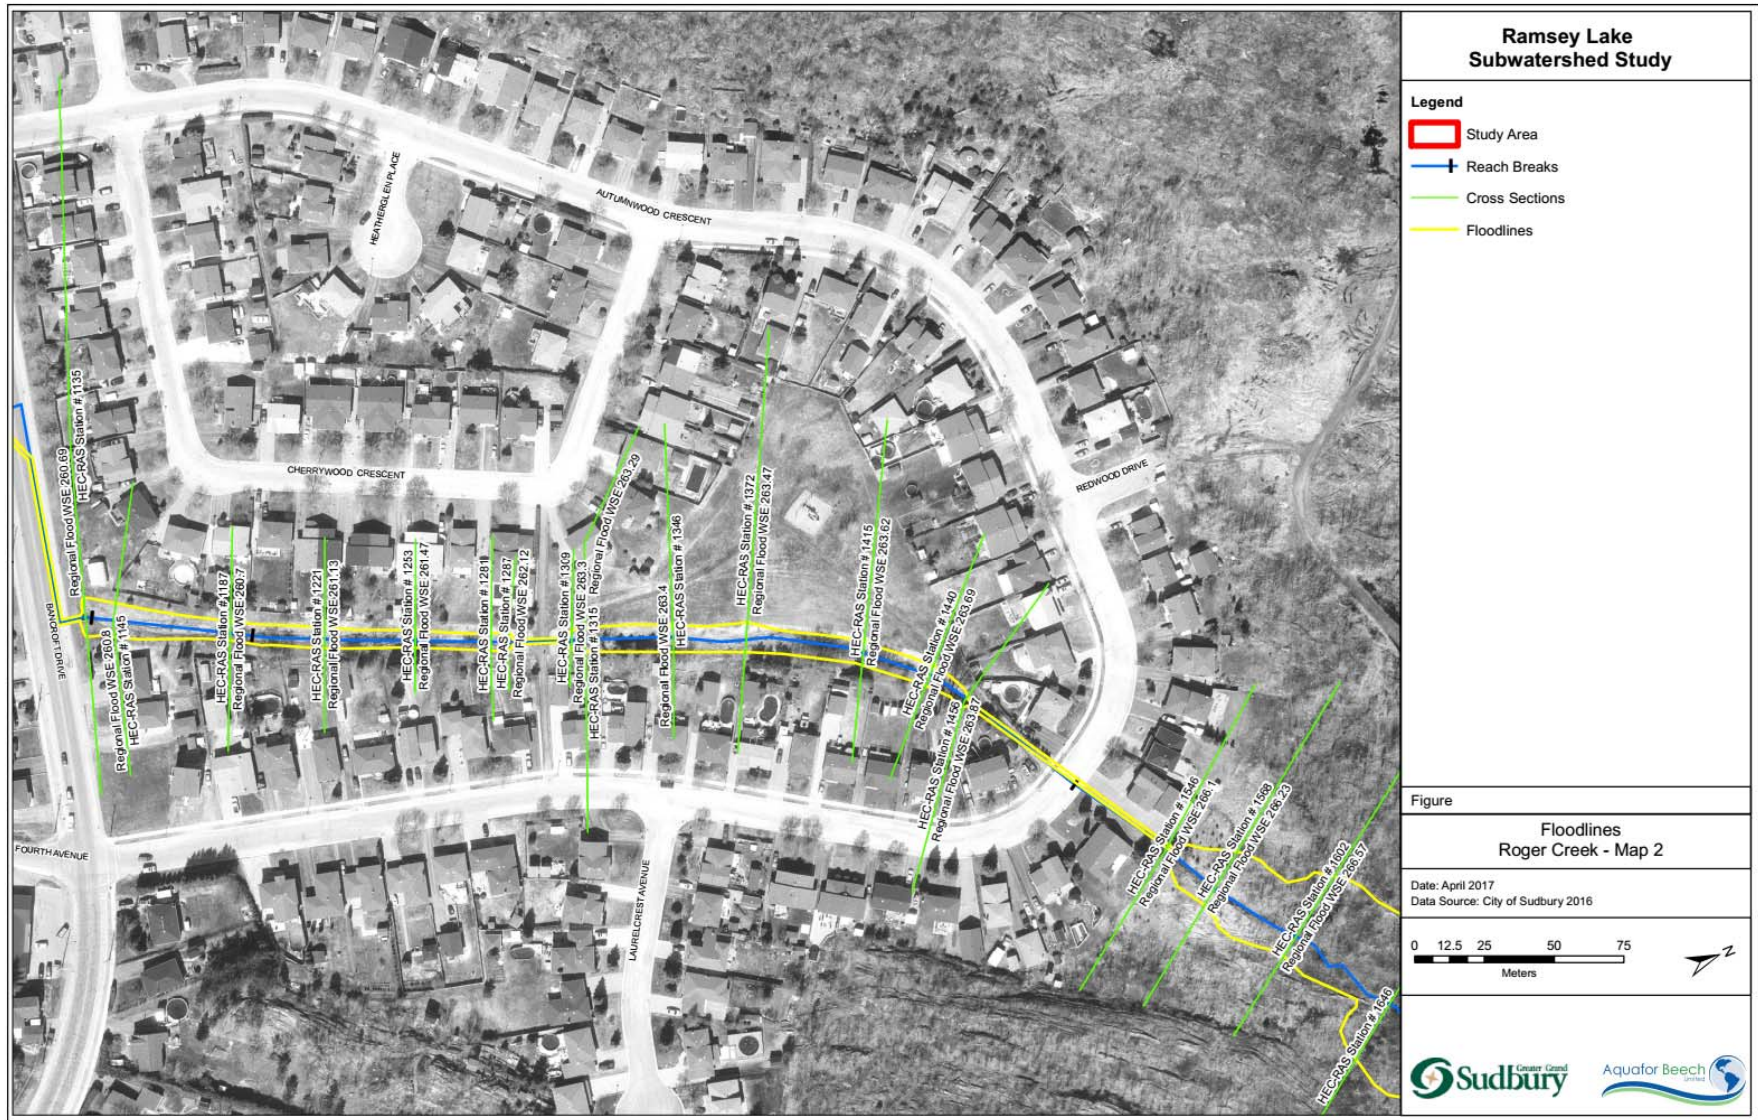 Ramsey Lake
Subwatershed Study
Legend
Study Area
Reach Breaks
Cross Sections
Floodlines
Figure
Floodlines
Roger Creek - Map 2
Date: April 2017
Data Source: City of Sudbury 2016
0 12.5 25 50 75
Meters
N
Greater Grand
Sudbury
Aquafor Beech
Limited
HEATHERGLEN PLACE
AUTUMNWOOD CRESCENT
CHERRYWOOD CRESCENT
REDWOOD DRIVE
BANCROFT DRIVE
FOURTH AVENUE
LAURELCREST AVENUE
Regional Flood WSE 260.69
HEC-RAS Station # 1135
Regional Flood WSE 260.8
HEC-RAS Station # 1145
HEC-RAS Station # 1187
Regional Flood WSE 260.7
HEC-RAS Station # 1221
Regional Flood WSE 261.13
HEC-RAS Station # 1253
Regional Flood WSE 261.47
HEC-RAS Station # 1281
HEC-RAS Station # 1287
Regional Flood WSE 262.12
HEC-RAS Station # 1309
Regional Flood WSE 263.3
HEC-RAS Station # 1315
Regional Flood WSE 263.29
Regional Flood WSE 263.4
HEC-RAS Station # 1346
HEC-RAS Station # 1372
Regional Flood WSE 263.47
HEC-RAS Station # 1415
Regional Flood WSE 263.62
HEC-RAS Station # 1440
Regional Flood WSE 263.69
HEC-RAS Station # 1456
Regional Flood WSE 263.87
HEC-RAS Station # 1546
Regional Flood WSE 266.1
HEC-RAS Station # 1568
Regional Flood WSE 266.23
HEC-RAS Station # 1602
Regional Flood WSE 266.57
HEC-RAS Station # 1646